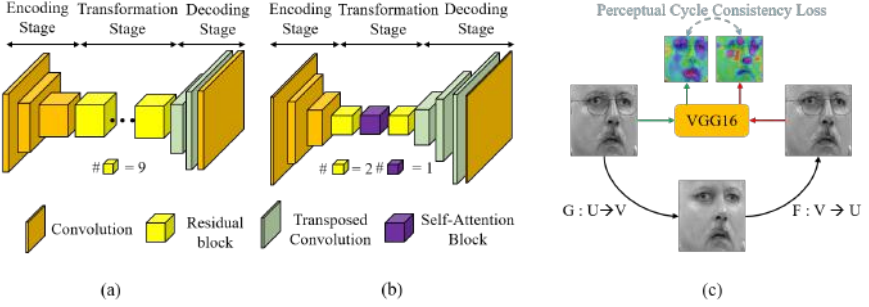 Encoding Stage
Transformation Stage
Decoding Stage
# = 9
Encoding Stage
Transformation Stage
Decoding Stage
# = 2 # = 1
Convolution
Residual block
Transposed Convolution
Self-Attention Block
(a)
(b)
Perceptual Cycle Consistency Loss
VGG16
G : U→V
F : V → U
(c)